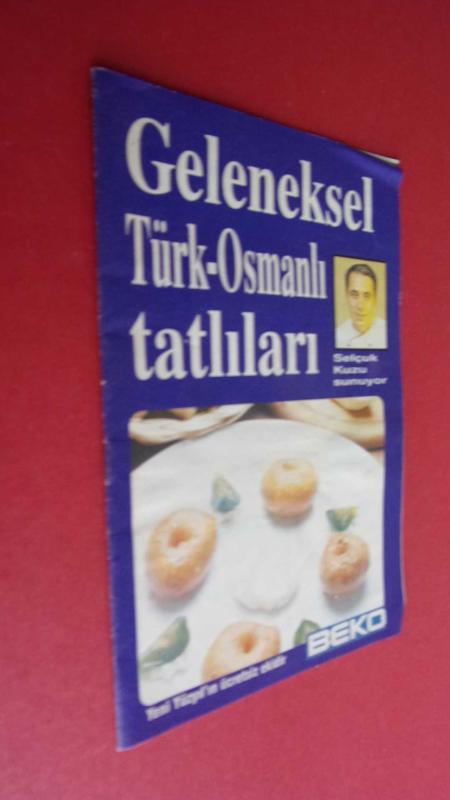 Geleneksel
Türk-Osmanlı
tatlıları
Selçuk
Kuzu
sunuyor
BEKO
Yeni Yüzyıl'ın ücretsiz ekidir